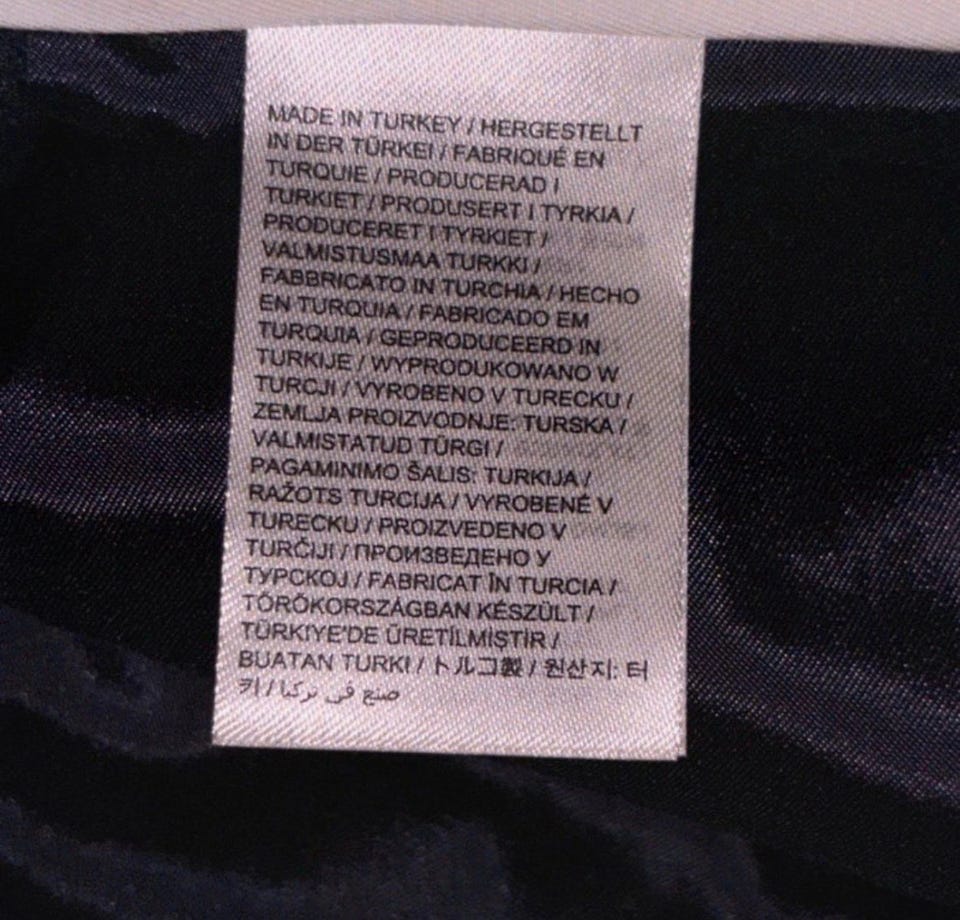 MADE IN TURKEY / HERGESTELLT
IN DER TÜRKEI / FABRIQUÉ EN
TURQUIE / PRODUCERAD I
TURKIET / PRODUSERT I TYRKIA /
PRODUCERET I TYRKIET /
VALMISTUSMAA TURKKI /
FABBRICATO IN TURCHIA / HECHO
EN TURQUIA / FABRICADO EM
TURQUIA / GEPRODUCEERD IN
TURKIJE / WYPRODUKOWANO W
TURCJI / VYROBENO V TURECKU /
ZEMLJA PROIZVODNJE: TURSKA /
VALMISTATUD TÜRGI /
PAGAMINIMO ŠALIS: TURKIJA /
RAŽOTS TURCIJA / VYROBENÉ V
TURECKU / PROIZVEDENO V
TURČIJI / ПРОИЗВЕДЕНО У
ТУРСКОЈ / FABRICAT ÎN TURCIA /
TÖRÖKORSZÁGBAN KÉSZÜLT /
TÜRKIYE'DE ÜRETİLMİŞTİR /
BUATAN TURKI / トルコ製 / 원산지: 터
키 / صنع في تركيا